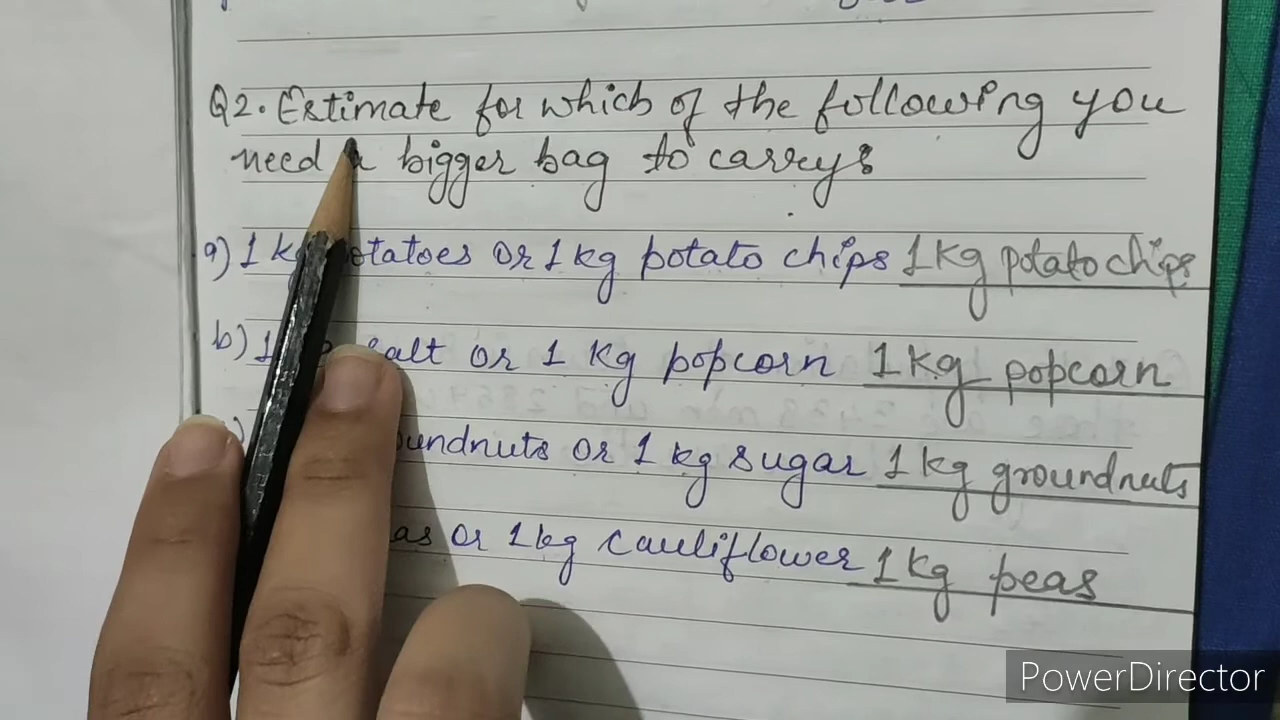 Q2. Estimate for which of the following you
need a bigger bag to carry:
a) 1 kg potatoes or 1 kg potato chips 1 kg potato chips
b) 1 salt or 1 kg popcorn 1 kg popcorn
or 1 kg sugar 1 kg groundnuts
or 1 kg cauliflower 1 kg peas
PowerDirector